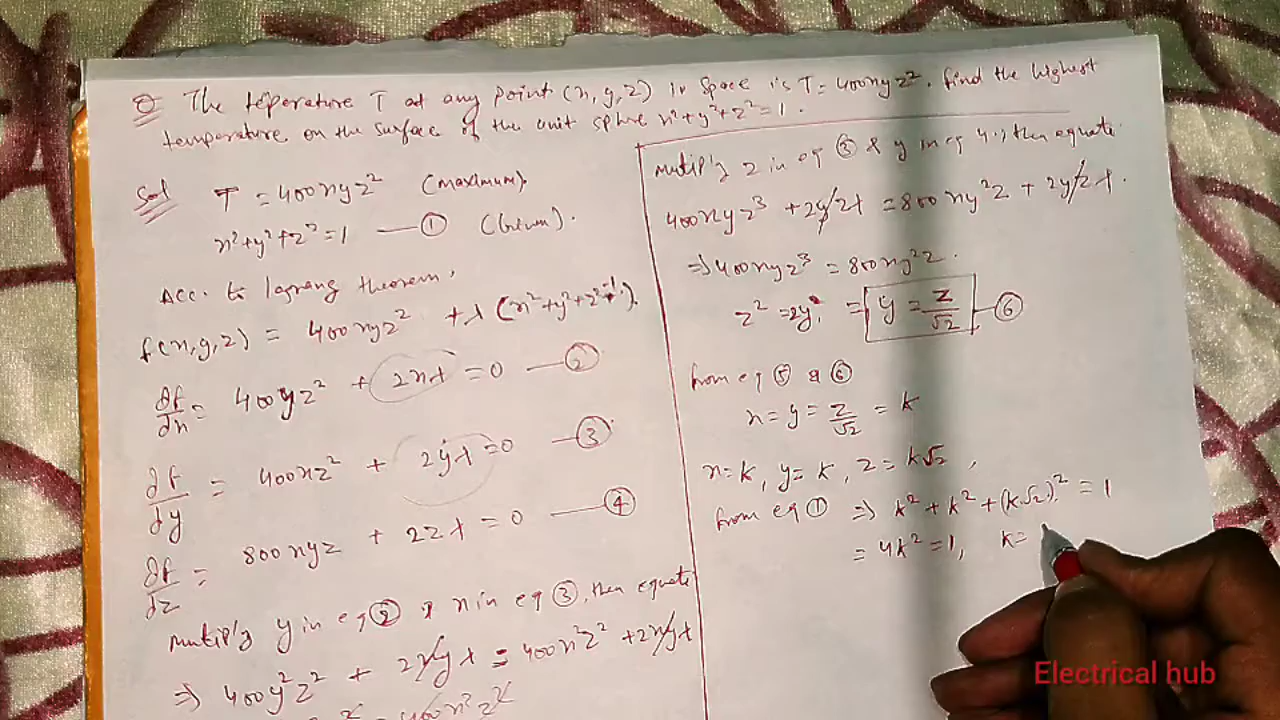 Q The teperature T at any point (x, y, z) in space is T = 400xyz². find the highest
temperature on the surface of the unit sphre x²+y²+z²=1.
Sol T = 400xyz² (maximum).
x²+y²+z²=1 —① (Given).
Acc. to lagrang theorem'
f(x,y,z) = 400xyz² + λ (x²+y²+z²-1).
∂f/∂x = 400yz² + 2xλ = 0 —②
∂f/∂y = 400xz² + 2yλ = 0 —③
∂f/∂z = 800xyz + 2zλ = 0 —④
Multiply y in eq ② & x in eq ③, then equate
⇒ 400y²z² + 2xyλ = 400x²z² + 2xyλ
multiply z in eq ③ & y in eq 4., then equate
400xyz³ + 2yzλ = 800xy²z + 2yzλ.
⇒ 400xyz³ = 800xy²z.
z² = 2y² = y = z/√2 —⑥
from eq ⑤ & ⑥
x = y = z/√2 = k
x=k, y=k, z=k√2,
from eq ① ⇒ k² + k² + (k√2)² = 1
= 4k² = 1, k=
Electrical hub